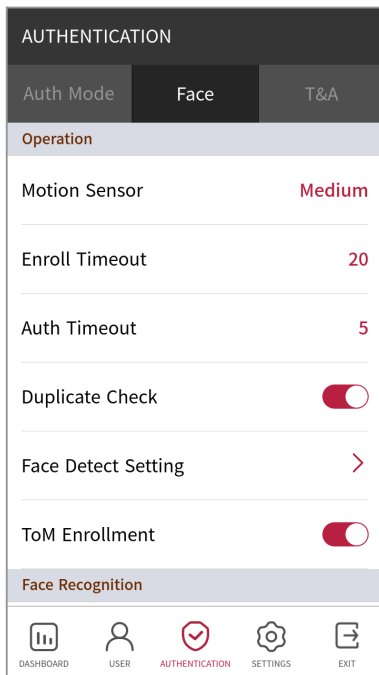 AUTHENTICATION
Auth Mode Face T&A
Operation
Motion Sensor Medium
Enroll Timeout 20
Auth Timeout 5
Duplicate Check
Face Detect Setting
ToM Enrollment
Face Recognition
DASHBOARD USER AUTHENTICATION SETTINGS EXIT